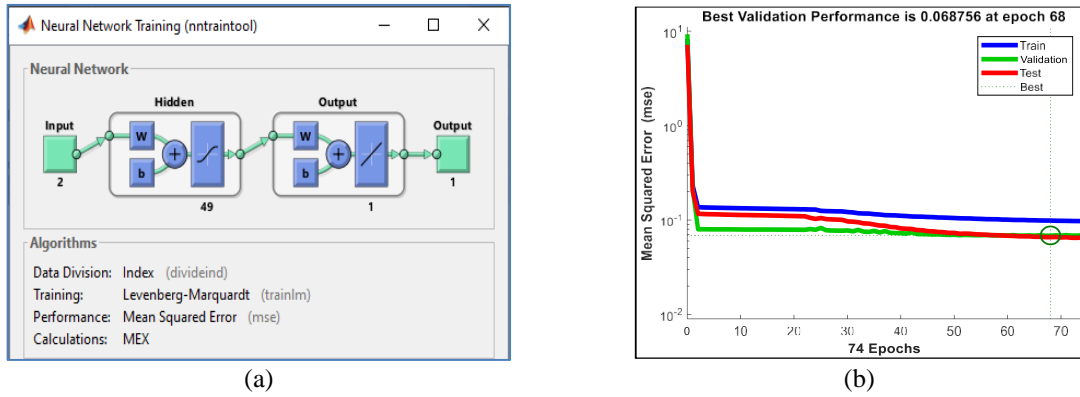 Neural Network Training (nntraintool)
Neural Network
Hidden
Output
Input
Output
W
b
+
W
b
+
2
49
1
1
Algorithms
Data Division: Index (divideind)
Training: Levenberg-Marquardt (trainlm)
Performance: Mean Squared Error (mse)
Calculations: MEX
(a)
Best Validation Performance is 0.068756 at epoch 68
Mean Squared Error (mse)
10^1
10^0
10^-1
10^-2
Train
Validation
Test
Best
0 10 20 30 40 50 60 70
74 Epochs
(b)